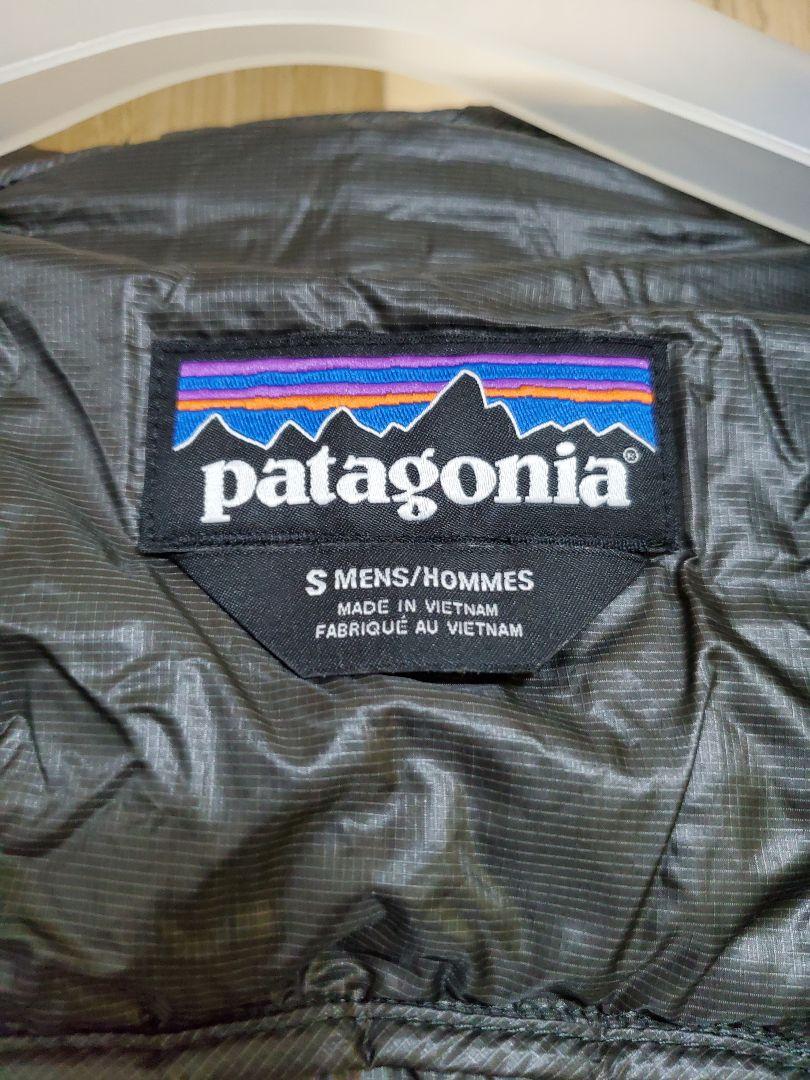 patagonia®
S MENS/HOMMES
MADE IN VIETNAM
FABRIQUÉ AU VIETNAM